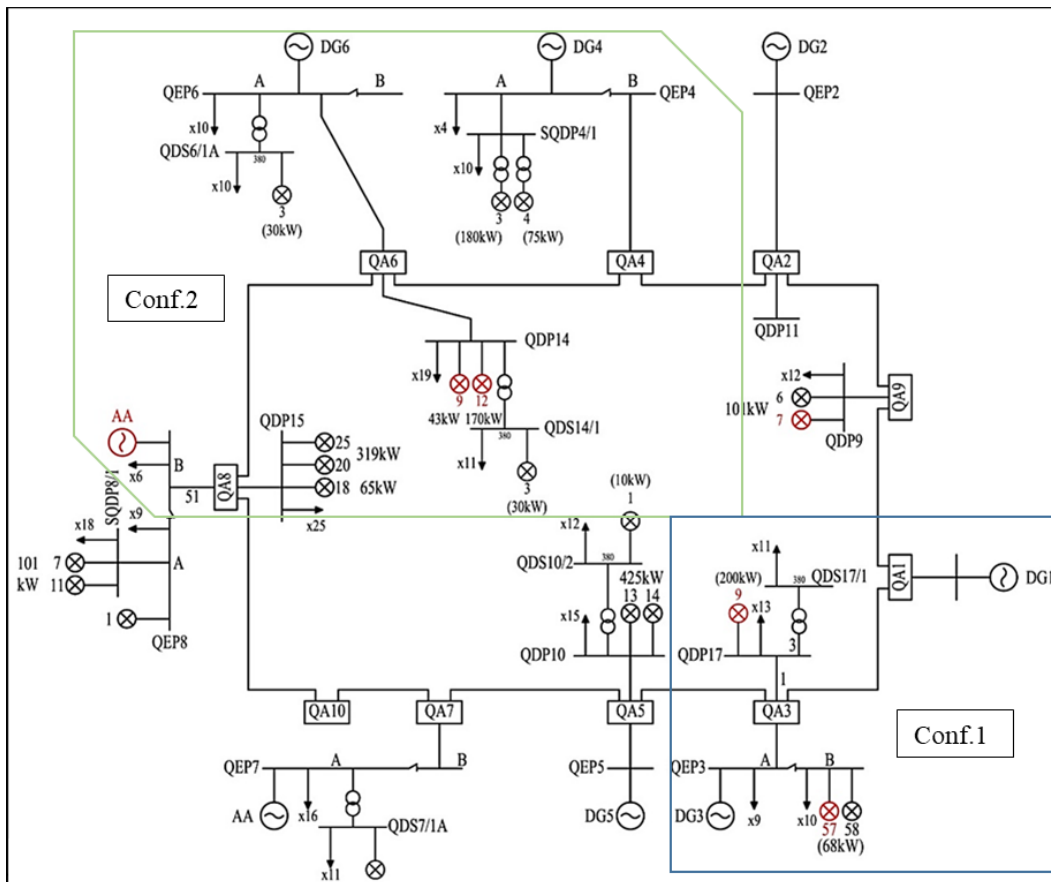 DG6
DG4
DG2
A
B
QEP6
A
B
QEP4
QEP2
x10
x4
SQDP4/1
QDS6/1A
380
x10
x10
3
(30kW)
3
4
(180kW)
(75kW)
QA6
QA4
QA2
Conf.2
QDP11
QDP14
x19
9
12
43kW
170kW
x12
6
101kW
7
QA9
QDP9
AA
QDP15
380
QDS14/1
x6
B
25
20
319kW
18
65kW
x11
3
(30kW)
51
QA8
x25
SQDP8/1
x9
x18
101
7
kW
11
A
1
QEP8
(10kW)
1
x12
QDS10/2
380
425kW
13
14
x15
QDP10
x11
(200kW)
9
380
QDS17/1
x13
QDP17
3
1
QA1
DG1
QA10
QA7
QA5
QA3
Conf.1
QEP7
A
B
QEP5
QEP3
A
B
AA
x16
QDS7/1A
x11
DG5
DG3
x9
x10
57
58
(68kW)